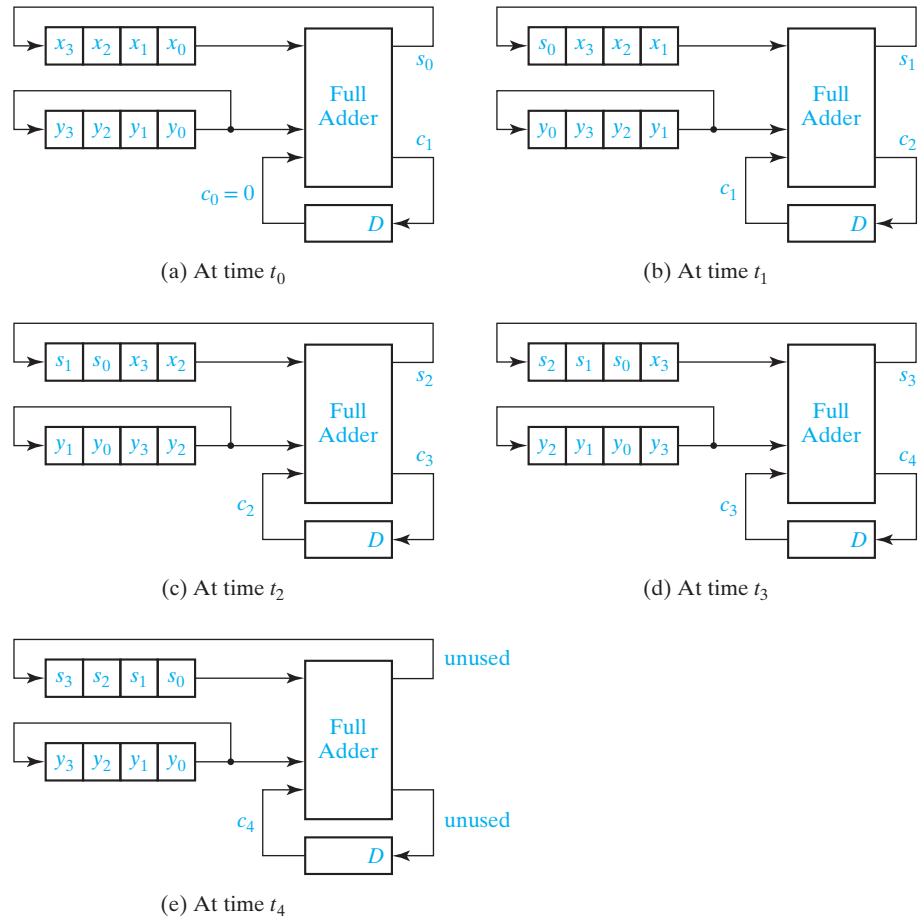 x₃ x₂ x₁ x₀
s₀
Full
Adder
y₃ y₂ y₁ y₀
c₁
c₀ = 0
D
(a) At time t₀
s₀ x₃ x₂ x₁
s₁
Full
Adder
y₀ y₃ y₂ y₁
c₂
c₁
D
(b) At time t₁
s₁ s₀ x₃ x₂
s₂
Full
Adder
y₁ y₀ y₃ y₂
c₃
c₂
D
(c) At time t₂
s₂ s₁ s₀ x₃
s₃
Full
Adder
y₂ y₁ y₀ y₃
c₄
c₃
D
(d) At time t₃
s₃ s₂ s₁ s₀
unused
Full
Adder
y₃ y₂ y₁ y₀
c₄
unused
D
(e) At time t₄